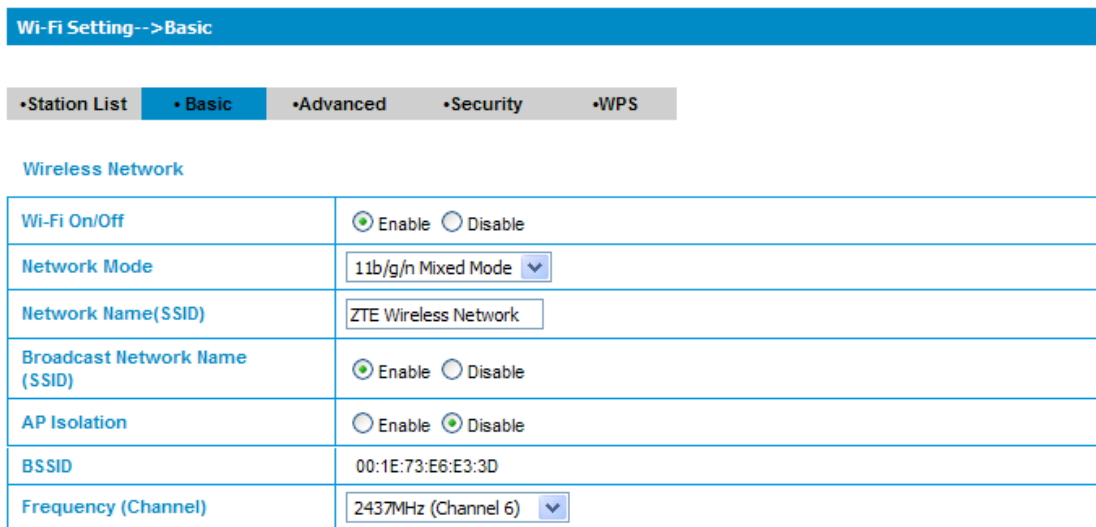 Wi-Fi Setting-->Basic
•Station List • Basic •Advanced •Security •WPS
Wireless Network
Wi-Fi On/Off Enable Disable
Network Mode 11b/g/n Mixed Mode
Network Name(SSID) ZTE Wireless Network
Broadcast Network Name
(SSID) Enable Disable
AP Isolation Enable Disable
BSSID 00:1E:73:E6:E3:3D
Frequency (Channel) 2437MHz (Channel 6)